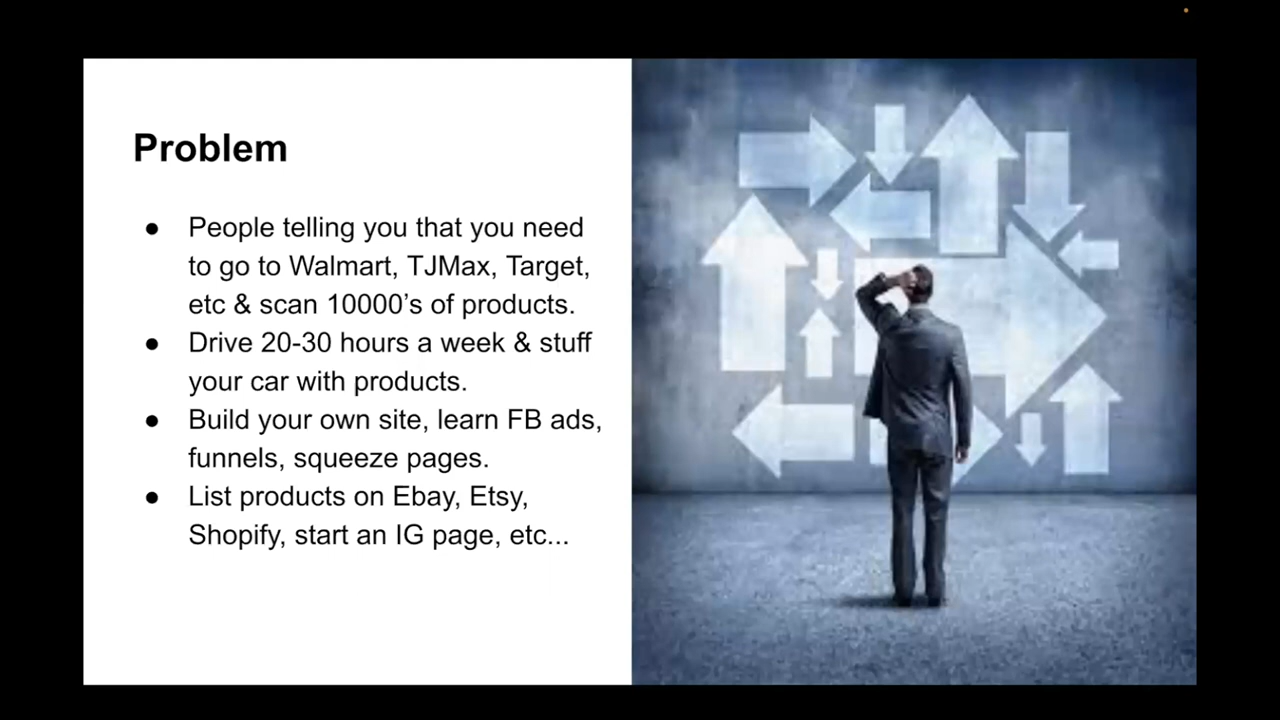 Problem
● People telling you that you need
to go to Walmart, TJMax, Target,
etc & scan 10000’s of products.
● Drive 20-30 hours a week & stuff
your car with products.
● Build your own site, learn FB ads,
funnels, squeeze pages.
● List products on Ebay, Etsy,
Shopify, start an IG page, etc...